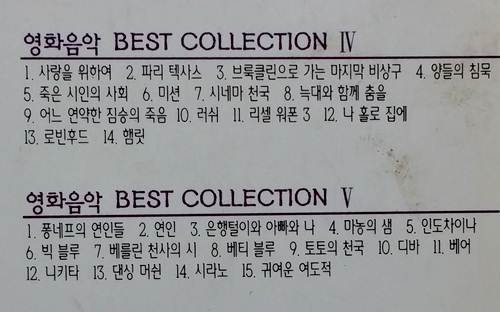 영화음악 BEST COLLECTION Ⅳ
1. 사랑을 위하여 2. 파리 텍사스 3. 브룩클린으로 가는 마지막 비상구 4. 양들의 침묵
5. 죽은 시인의 사회 6. 미션 7. 시네마 천국 8. 늑대와 함께 춤을
9. 어느 연약한 짐승의 죽음 10. 러쉬 11. 리셀 워폰 3 12. 나 홀로 집에
13. 로빈후드 14. 햄릿
영화음악 BEST COLLECTION Ⅴ
1. 퐁네프의 연인들 2. 연인 3. 은행털이와 아빠와 나 4. 마농의 샘 5. 인도차이나
6. 빅 블루 7. 베를린 천사의 시 8. 베티 블루 9. 토토의 천국 10. 디바 11. 베어
12. 니키타 13. 댄싱 머쉰 14. 시라노 15. 귀여운 여도적